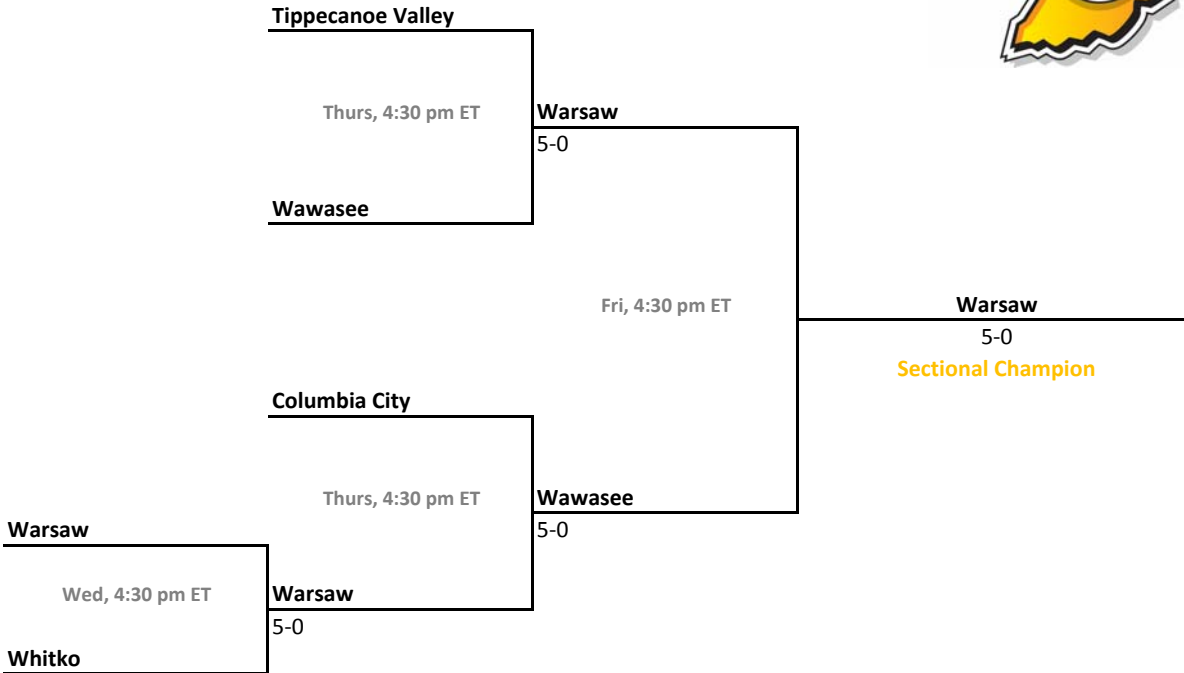 Tippecanoe Valley
Thurs, 4:30 pm ET
Warsaw
5-0
Wawasee
Fri, 4:30 pm ET
Warsaw
5-0
Sectional Champion
Columbia City
Thurs, 4:30 pm ET
Wawasee
5-0
Warsaw
Wed, 4:30 pm ET
Warsaw
5-0
Whitko